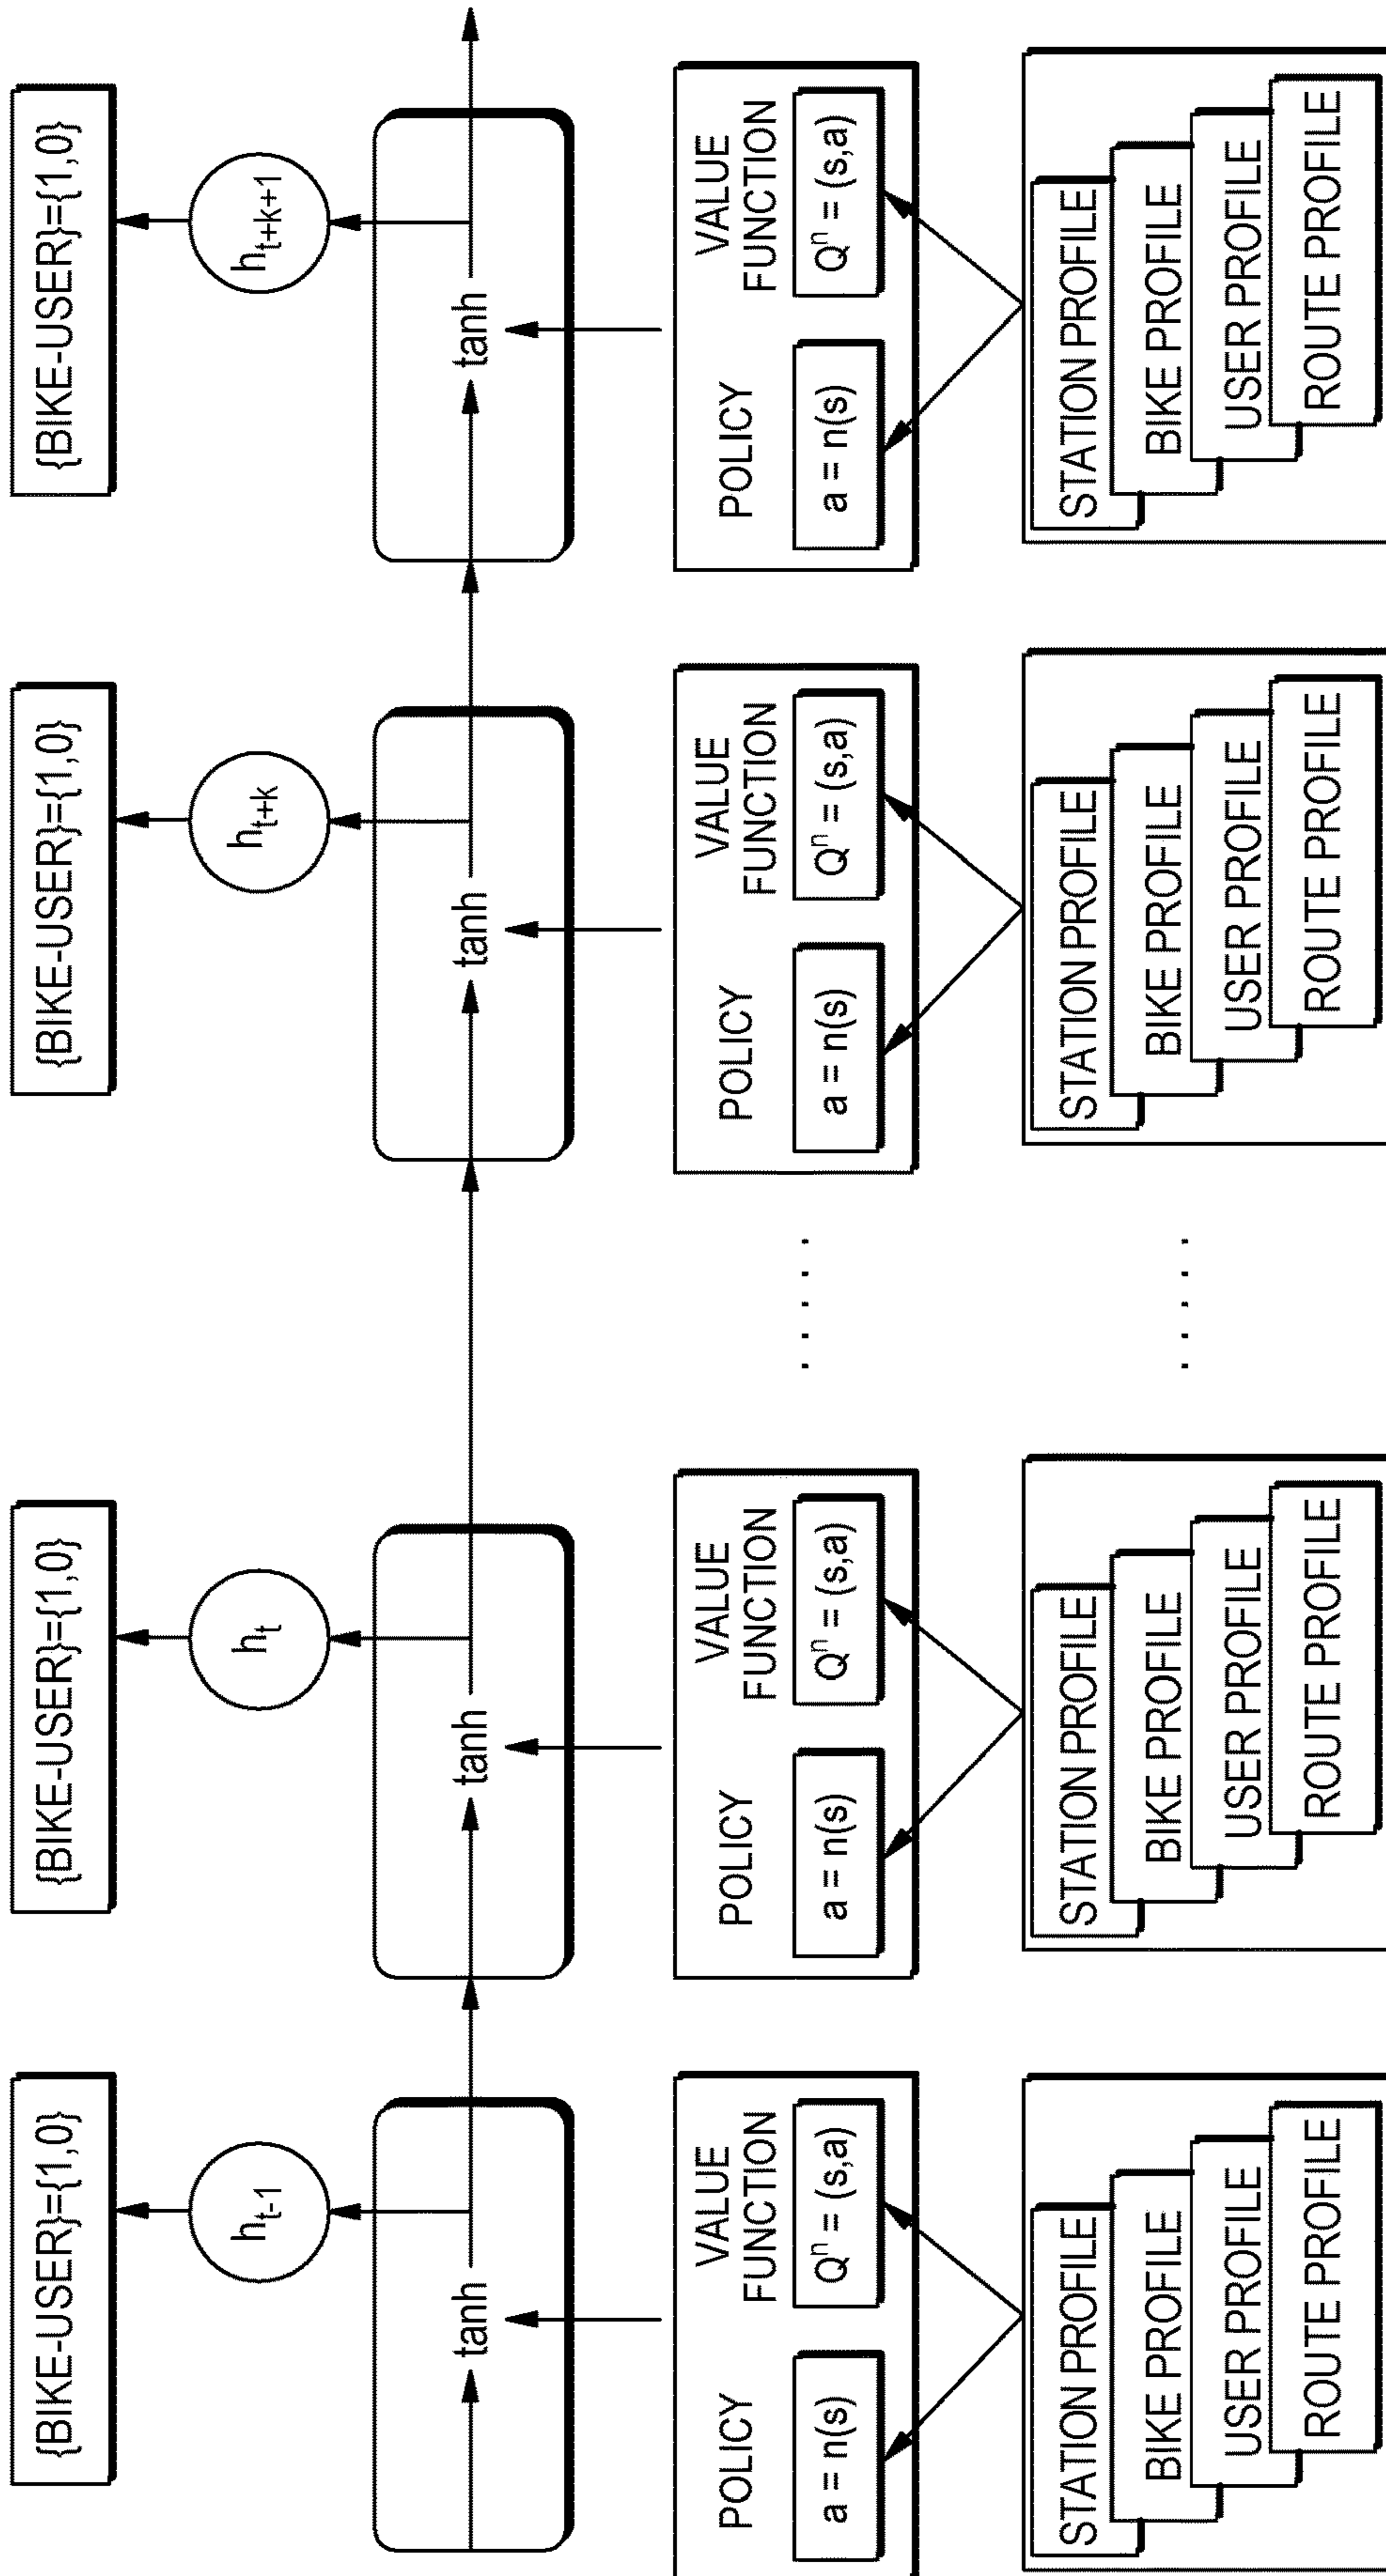 {BIKE-USER}={1,0}
{BIKE-USER}={1,0}
{BIKE-USER}={1,0}
{BIKE-USER}={1,0}
h_{t-1}
h_t
h_{t+k}
h_{t+k+1}
tanh
tanh
tanh
tanh
POLICY
a = n(s)
VALUE
FUNCTION
Q^n = (s,a)
POLICY
a = n(s)
VALUE
FUNCTION
Q^n = (s,a)
.....
POLICY
a = n(s)
VALUE
FUNCTION
Q^n = (s,a)
POLICY
a = n(s)
VALUE
FUNCTION
Q^n = (s,a)
STATION PROFILE
BIKE PROFILE
USER PROFILE
ROUTE PROFILE
STATION PROFILE
BIKE PROFILE
USER PROFILE
ROUTE PROFILE
.....
STATION PROFILE
BIKE PROFILE
USER PROFILE
ROUTE PROFILE
STATION PROFILE
BIKE PROFILE
USER PROFILE
ROUTE PROFILE